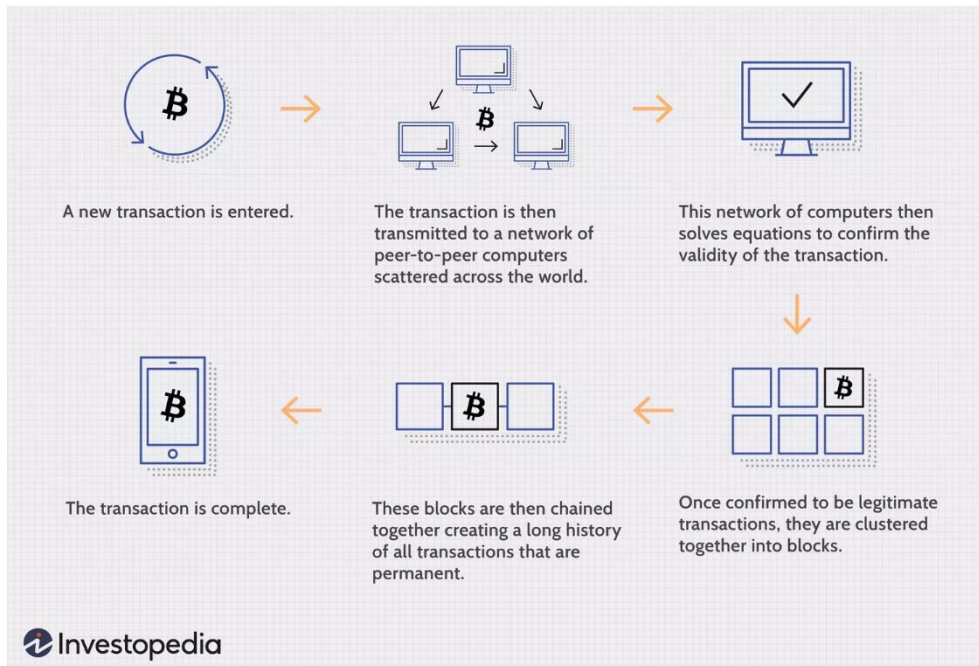 A new transaction is entered.
The transaction is then
transmitted to a network of
peer-to-peer computers
scattered across the world.
This network of computers then
solves equations to confirm the
validity of the transaction.
Once confirmed to be legitimate
transactions, they are clustered
together into blocks.
These blocks are then chained
together creating a long history
of all transactions that are
permanent.
The transaction is complete.
Investopedia